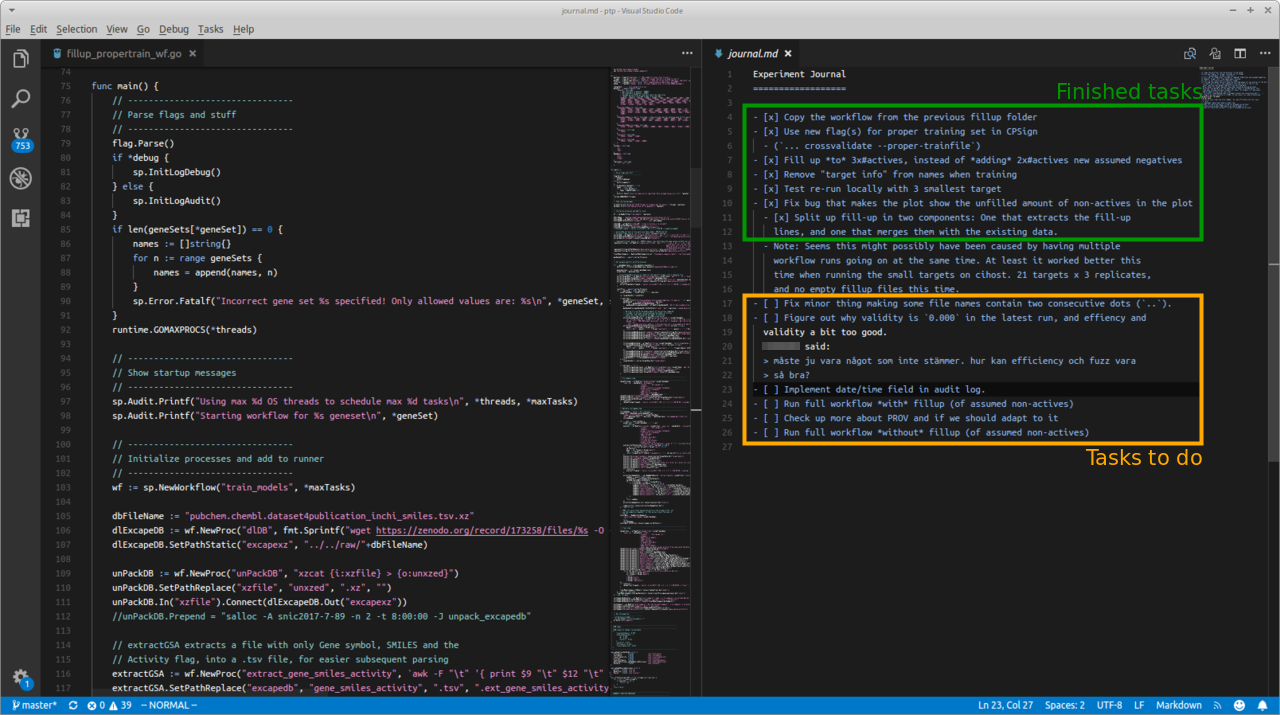 journal.md - ptp - Visual Studio Code
File Edit Selection View Go Debug Tasks Help
fillup_propertrain_wf.go
74
75 func main() {
76 // --------------------------------
77 // Parse flags and stuff
78 // --------------------------------
79 flag.Parse()
80 if *debug {
81 sp.InitLogDebug()
82 } else {
83 sp.InitLogAudit()
84 }
85 if len(geneSets[*geneSet]) == 0 {
86 names := []string{}
87 for n := range geneSets {
88 names = append(names, n)
89 }
90 sp.Error.Fatalf("Incorrect gene set %s specified! Only allowed values are: %s\n", *geneSet,
91 }
92 runtime.GOMAXPROCS(*threads)
93
94 // --------------------------------
95 // Show startup messages
96 // --------------------------------
97 sp.Audit.Printf("Using max %d OS threads to schedule max %d tasks\n", *threads, *maxTasks)
98 sp.Audit.Printf("Starting workflow for %s geneset\n", *geneSet)
99
100 // --------------------------------
101 // Initialize processes and add to runner
102 // --------------------------------
103 wf := sp.NewWorkflow("train_models", *maxTasks)
104
105 dbFileName := "pubchem.chembl.dataset4publication_inchi_smiles.tsv.xz"
106 dlExcapeDB := wf.NewProc("dlDB", fmt.Sprintf("wget https://zenodo.org/record/173258/files/%s -O
107 dlExcapeDB.SetPathStatic("excapexz", "../../raw/"+dbFileName)
108
109 unPackDB := wf.NewProc("unPackDB", "xzcat {i:xzfile} > {o:unxzed}")
110 unPackDB.SetPathReplace("xzfile", "unxzed", ".xz", "")
111 unPackDB.In("xzfile").Connect(dlExcapeDB.Out("excapexz"))
112 //unPackDB.Prepend = "salloc -A snic2017-7-89 -n 2 -t 8:00:00 -J unpack_excapedb"
113
114 // extractGSA extracts a file with only Gene symbol, SMILES and the
115 // Activity flag, into a .tsv file, for easier subsequent parsing
116 extractGSA := wf.NewProc("extract_gene_smiles_activity", `awk -F "\t" '{ print $9 "\t" $12 "\t"
117 extractGSA.SetPathReplace("excapedb", "gene_smiles_activity", ".tsv", ".ext_gene_smiles_activity
journal.md
1 Experiment Journal
2 ==================
3
Finished tasks
4 - [x] Copy the workflow from the previous fillup folder
5 - [x] Use new flag(s) for proper training set in CPSign
6 - (`... crossvalidate --proper-trainfile`)
7 - [x] Fill up *to* 3x#actives, instead of *adding* 2x#actives new assumed negatives
8 - [x] Remove "target info" from names when training
9 - [x] Test re-run locally with 3 smallest target
10 - [x] Fix bug that makes the plot show the unfilled amount of non-actives in the plot
11 - [x] Split up fill-up in two components: One that extracts the fill-up
12 lines, and one that merges them with the existing data.
13 - Note: Seems this might possibly have been caused by having multiple
14 workflow runs going on at the same time. At least it worked better this
15 time when running the small targets on cihost. 21 targets x 3 replicates,
16 and no empty fillup files this time.
17 - [ ] Fix minor thing making some file names contain two consecutive dots (`..`).
18 - [ ] Figure out why validity is `0.000` in the latest run, and effiency and
19 validity a bit too good.
20 said:
21 > måste ju vara något som inte stämmer. hur kan efficiency och fuzz vara
22 > så bra?
23 - [ ] Implement date/time field in audit log.
24 - [ ] Run full workflow *with* fillup (of assumed non-actives)
25 - [ ] Check up more about PROV and if we should adapt to it
26 - [ ] Run full workflow *without* fillup (of assumed non-actives)
27
Tasks to do
753
1
master* 0 39 -- NORMAL -- Ln 23, Col 27 Spaces: 2 UTF-8 LF Markdown